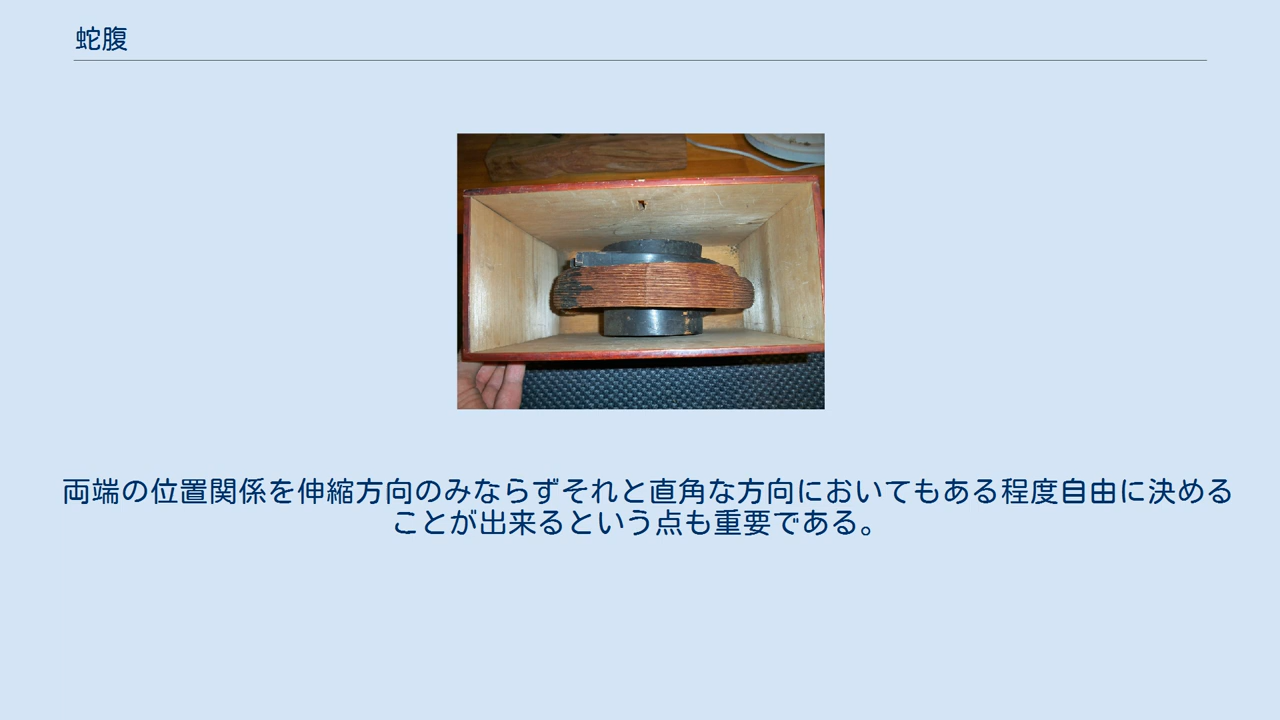 蛇腹
両端の位置関係を伸縮方向のみならずそれと直角な方向においてもある程度自由に決める
ことが出来るという点も重要である。